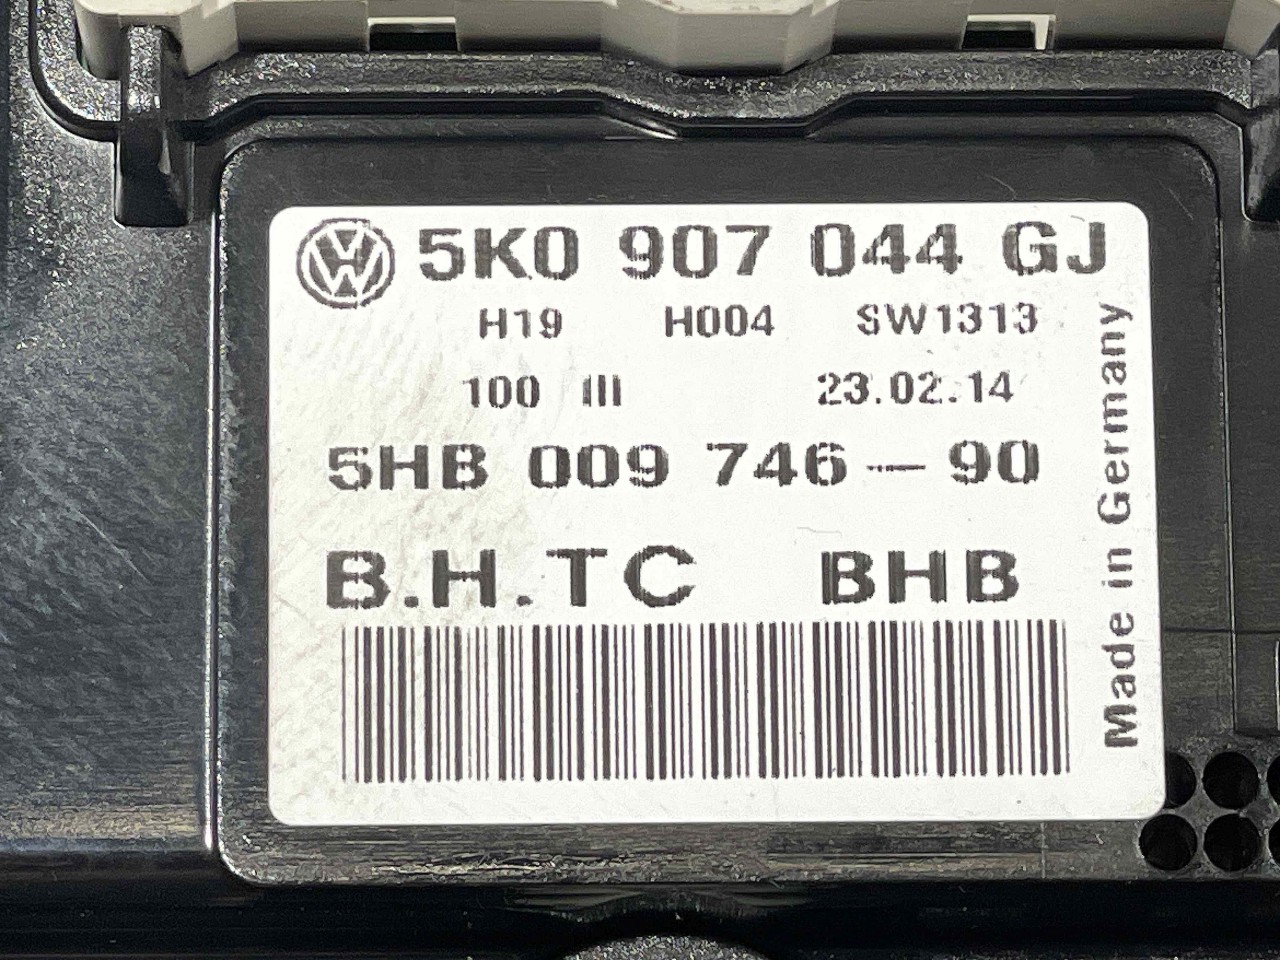 5K0 907 044 GJ
H19 H004 SW1313
100 III 23.02.14
5HB 009 746-90
B.H.TC BHB
Made in Germany